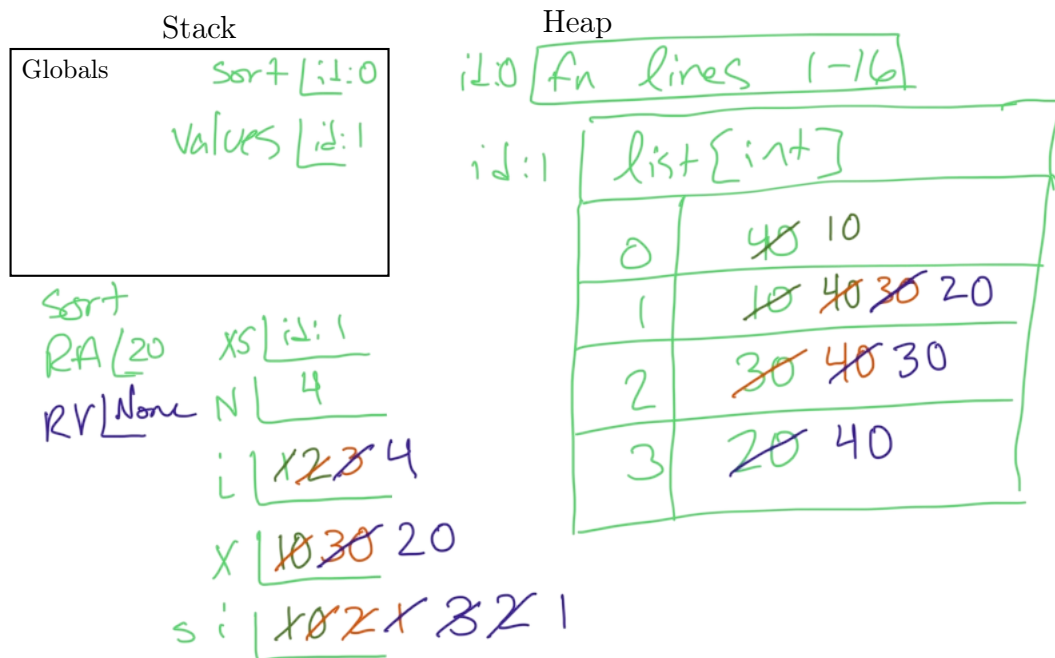 Stack
Heap
Globals
sort id:0
values id:1
id:0 fn lines 1-16
id:1 list[int]
0 40 10
1 10 40 30 20
2 30 40 30
3 20 40
sort
RA 20
RV None
xs id:1
N 4
i 1 2 3 4
x 10 30 20
si 1 0 2 1 3 2 1